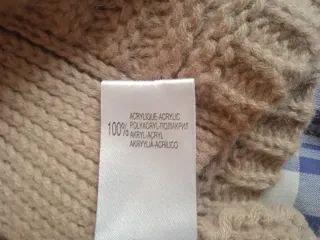 100%
ACRYLIQUE-ACRYLIC
POLYACRYL-ПОЛИАКРИЛ
AKRYL-ACRYL
AKRYYLIA-ACRILICO